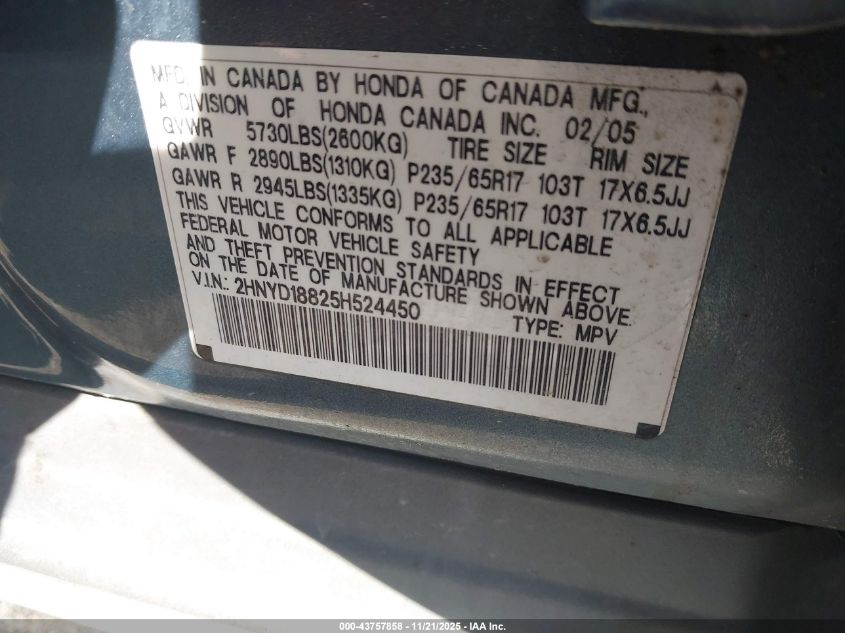 MFD. IN CANADA BY HONDA OF CANADA MFG.,
A DIVISION OF HONDA CANADA INC. 02/05
GVWR 5730LBS(2600KG) TIRE SIZE RIM SIZE
GAWR F 2890LBS(1310KG) P235/65R17 103T 17X6.5JJ
GAWR R 2945LBS(1335KG) P235/65R17 103T 17X6.5JJ
THIS VEHICLE CONFORMS TO ALL APPLICABLE
FEDERAL MOTOR VEHICLE SAFETY
AND THEFT PREVENTION STANDARDS IN EFFECT
ON THE DATE OF MANUFACTURE SHOWN ABOVE.
V.I.N.: 2HNYD18825H524450 TYPE: MPV
000-43757858 - 11/21/2025 - IAA Inc.